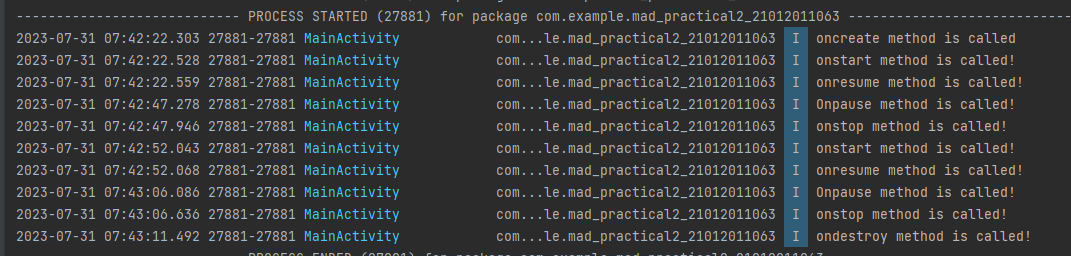 ---------------------------- PROCESS STARTED (27881) for package com.example.mad_practical2_21012011063 ----------------------------
2023-07-31 07:42:22.303 27881-27881 MainActivity com...le.mad_practical2_21012011063 I oncreate method is called
2023-07-31 07:42:22.528 27881-27881 MainActivity com...le.mad_practical2_21012011063 I onstart method is called!
2023-07-31 07:42:22.559 27881-27881 MainActivity com...le.mad_practical2_21012011063 I onresume method is called!
2023-07-31 07:42:47.278 27881-27881 MainActivity com...le.mad_practical2_21012011063 I Onpause method is called!
2023-07-31 07:42:47.946 27881-27881 MainActivity com...le.mad_practical2_21012011063 I onstop method is called!
2023-07-31 07:42:52.043 27881-27881 MainActivity com...le.mad_practical2_21012011063 I onstart method is called!
2023-07-31 07:42:52.068 27881-27881 MainActivity com...le.mad_practical2_21012011063 I onresume method is called!
2023-07-31 07:43:06.086 27881-27881 MainActivity com...le.mad_practical2_21012011063 I Onpause method is called!
2023-07-31 07:43:06.636 27881-27881 MainActivity com...le.mad_practical2_21012011063 I onstop method is called!
2023-07-31 07:43:11.492 27881-27881 MainActivity com...le.mad_practical2_21012011063 I ondestroy method is called!
PROCESS ENDED (27881) for package com.example.mad_practical2_21012011063